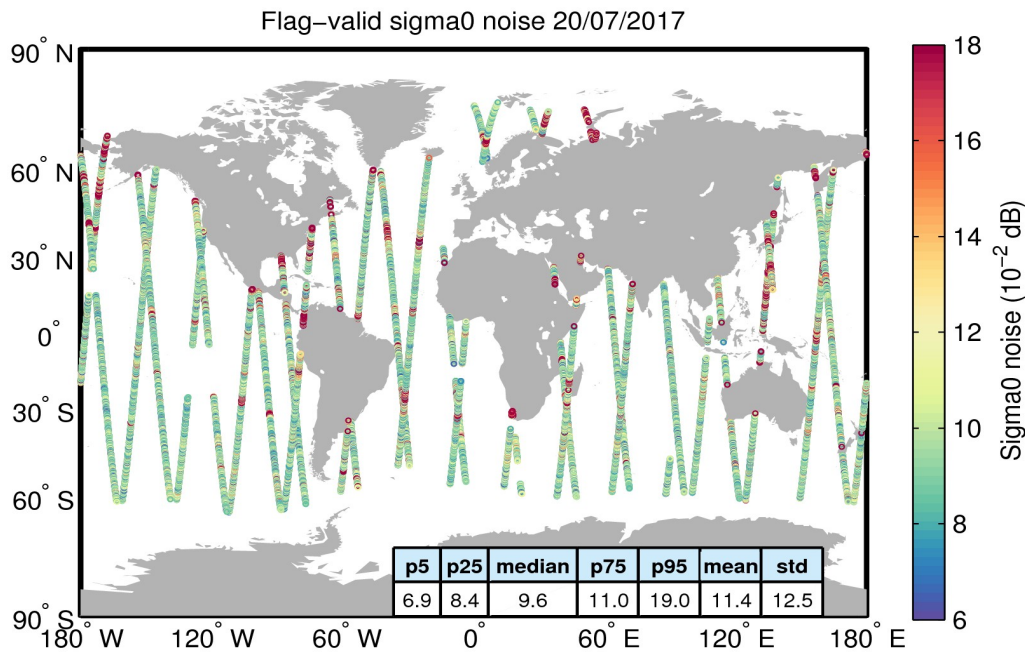 Flag−valid sigma0 noise 20/07/2017
90° N
60° N
30° N
0°
30° S
60° S
90° S
180° W
120° W
60° W
0°
60° E
120° E
180° E
p5 p25 median p75 p95 mean std
6.9 8.4 9.6 11.0 19.0 11.4 12.5
18
16
14
12
10
8
6
Sigma0 noise (10⁻² dB)